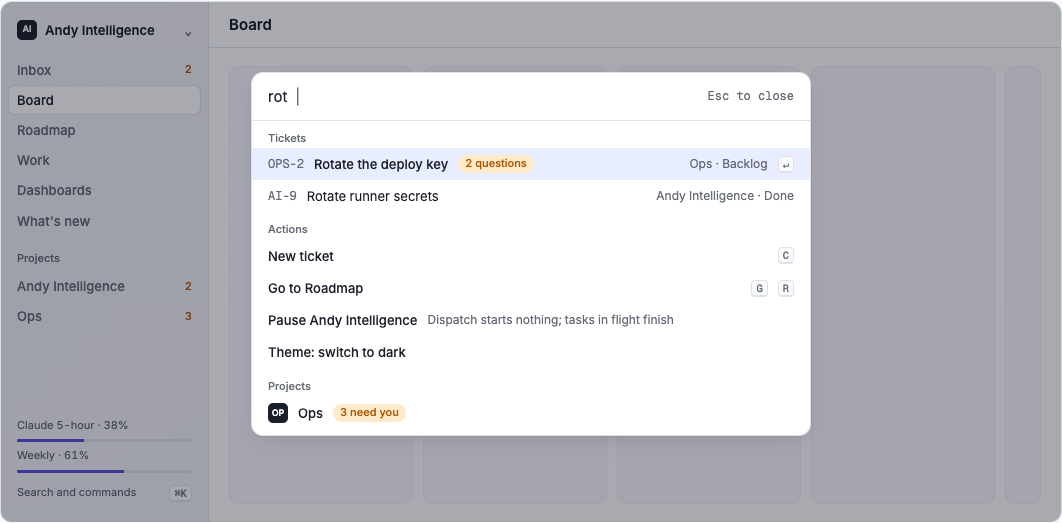 AI Andy Intelligence
Board
Inbox 2
Board
Roadmap
Work
Dashboards
What's new
Projects
Andy Intelligence 2
Ops 3
Claude 5-hour · 38%
Weekly · 61%
Search and commands ⌘K
rot Esc to close
Tickets
OPS-2 Rotate the deploy key 2 questions Ops · Backlog ↵
AI-9 Rotate runner secrets Andy Intelligence · Done
Actions
New ticket C
Go to Roadmap G R
Pause Andy Intelligence Dispatch starts nothing; tasks in flight finish
Theme: switch to dark
Projects
OP Ops 3 need you